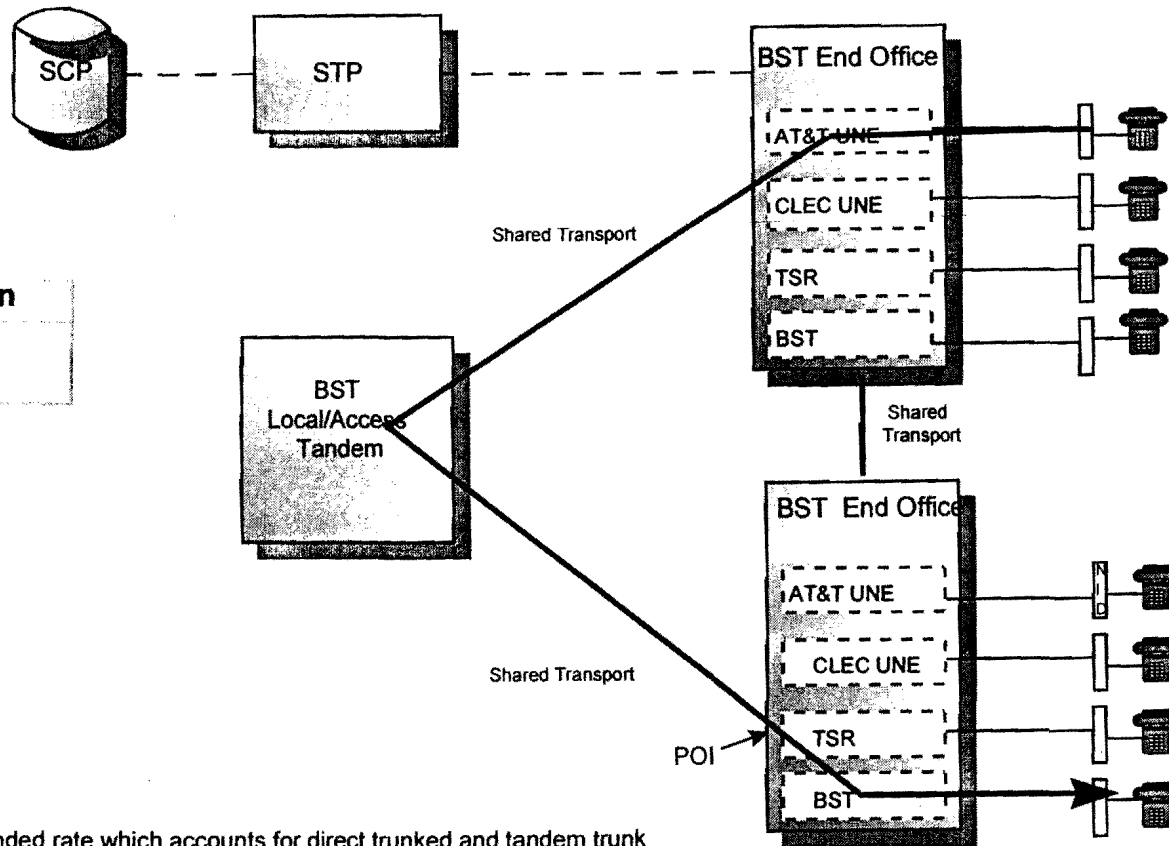 SCP
STP
BST End Office
AT&T UNE
CLEC UNE
TSR
BST
Shared Transport
n
BST
Local/Access
Tandem
Shared
Transport
BST End Office
AT&T UNE
CLEC UNE
TSR
BST
N
I
D
Shared Transport
POI
nded rate which accounts for direct trunked and tandem trunk